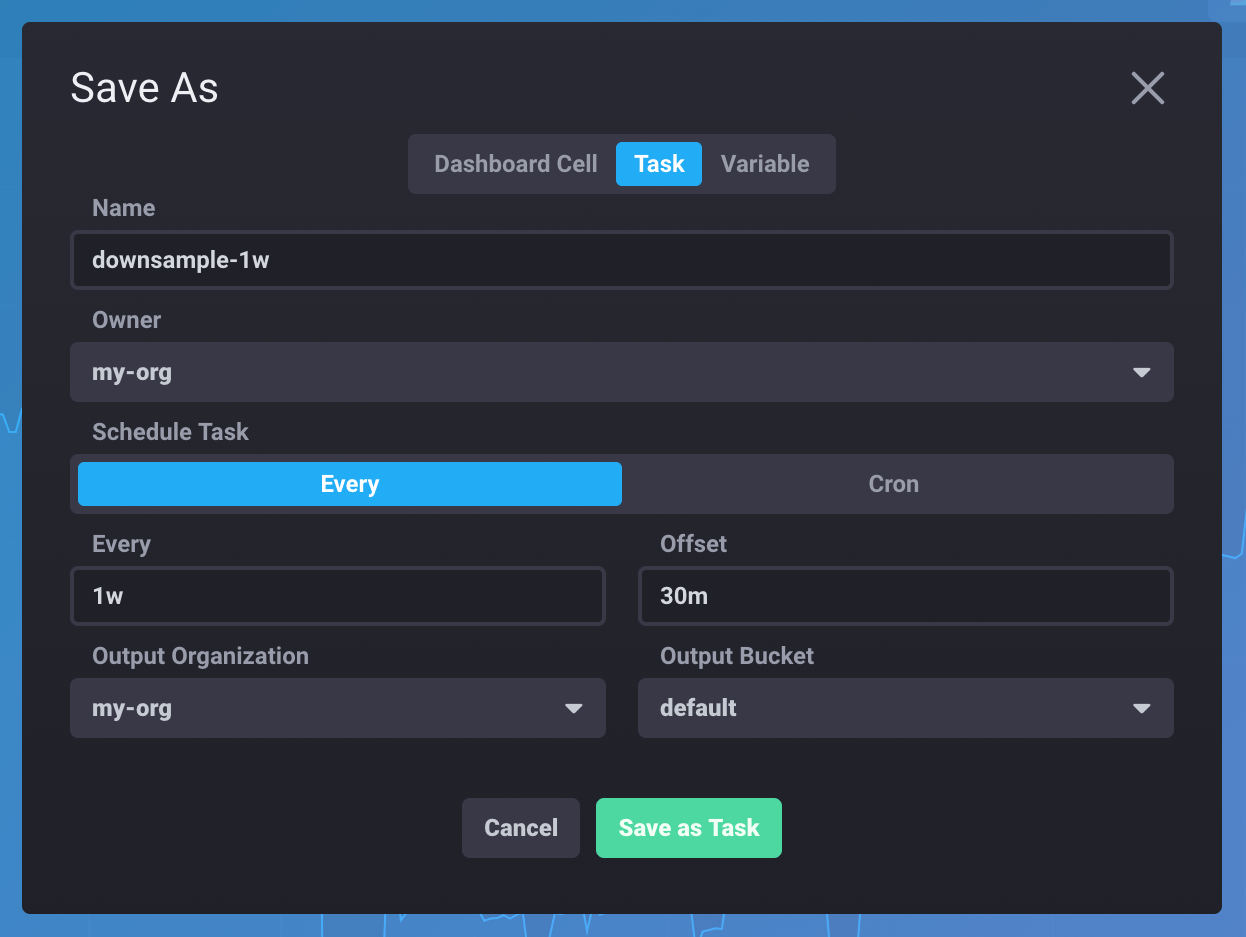 Save As
Dashboard Cell Task Variable
Name
downsample-1w
Owner
my-org
Schedule Task
Every Cron
Every Offset
1w 30m
Output Organization Output Bucket
my-org default
Cancel Save as Task